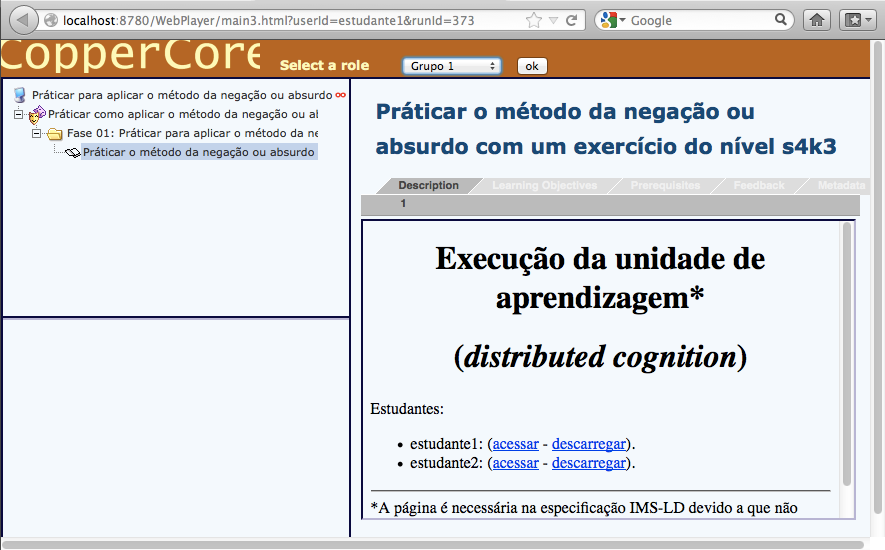 localhost:8780/WebPlayer/main3.html?userId=estudante1&runId=373
Google
CopperCore
Select a role
Grupo 1
ok
Práticar para aplicar o método da negação ou absurdo
Práticar como aplicar o método da negação ou al
Fase 01: Práticar para aplicar o método da ne
Práticar o método da negação ou absurdo
Práticar o método da negação ou
absurdo com um exercício do nível s4k3
Description
Learning Objectives
Prerequisites
Feedback
Metadata
1
Execução da unidade de
aprendizagem*
(distributed cognition)
Estudantes:
• estudante1: (acessar - descarregar).
• estudante2: (acessar - descarregar).
*A página é necessária na especificação IMS-LD devido a que não